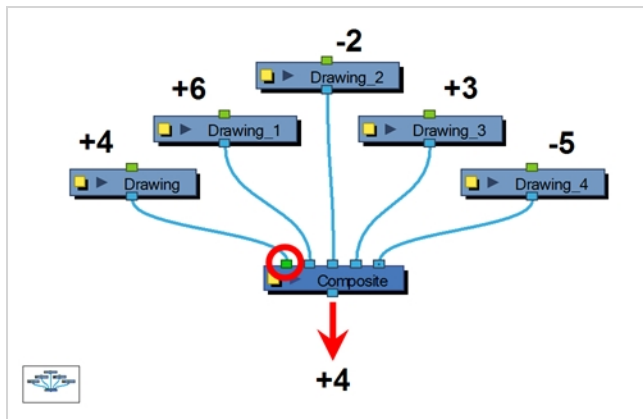 -2
Drawing_2
+6
+3
Drawing_1
Drawing_3
+4
-5
Drawing
Drawing_4
Composite
+4